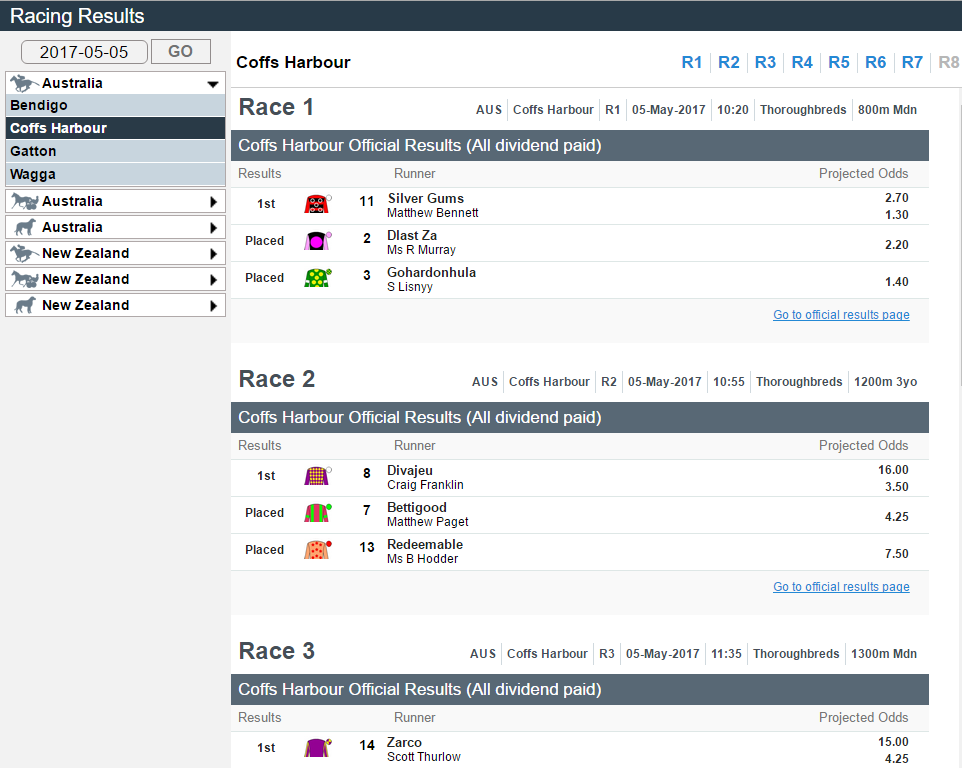 Racing Results
2017-05-05 GO
Australia
Bendigo
Coffs Harbour
Gatton
Wagga
Australia
Australia
New Zealand
New Zealand
New Zealand
Coffs Harbour R1 R2 R3 R4 R5 R6 R7 R8
Race 1 AUS Coffs Harbour R1 05-May-2017 10:20 Thoroughbreds 800m Mdn
Coffs Harbour Official Results (All dividend paid)
Results Runner Projected Odds
1st 11 Silver Gums 2.70
Matthew Bennett 1.30
Placed 2 Dlast Za 2.20
Ms R Murray
Placed 3 Gohardonhula 1.40
S Lisnyy
Go to official results page
Race 2 AUS Coffs Harbour R2 05-May-2017 10:55 Thoroughbreds 1200m 3yo
Coffs Harbour Official Results (All dividend paid)
Results Runner Projected Odds
1st 8 Divajeu 16.00
Craig Franklin 3.50
Placed 7 Bettigood 4.25
Matthew Paget
Placed 13 Redeemable 7.50
Ms B Hodder
Go to official results page
Race 3 AUS Coffs Harbour R3 05-May-2017 11:35 Thoroughbreds 1300m Mdn
Coffs Harbour Official Results (All dividend paid)
Results Runner Projected Odds
1st 14 Zarco 15.00
Scott Thurlow 4.25